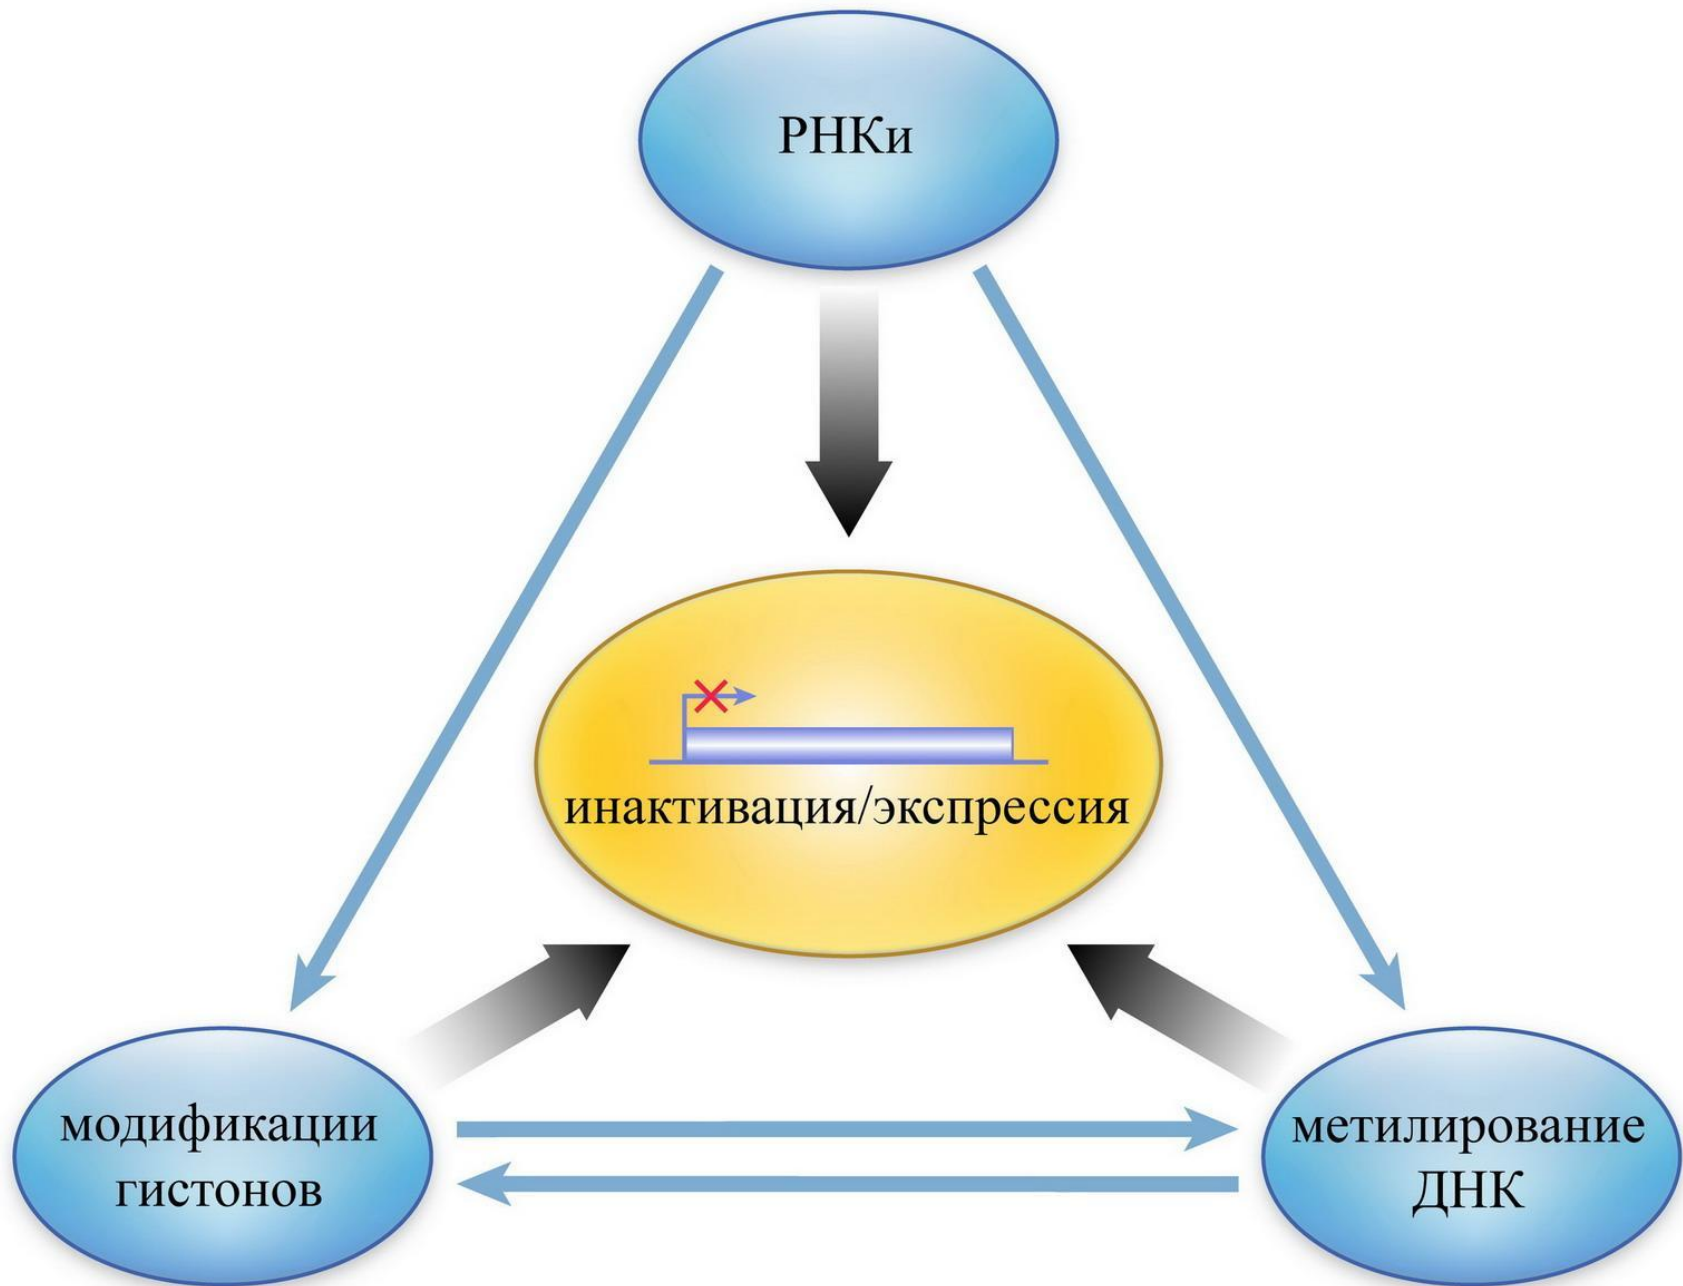 РНКи
инактивация/экспрессия
модификации
гистонов
метилирование
ДНК